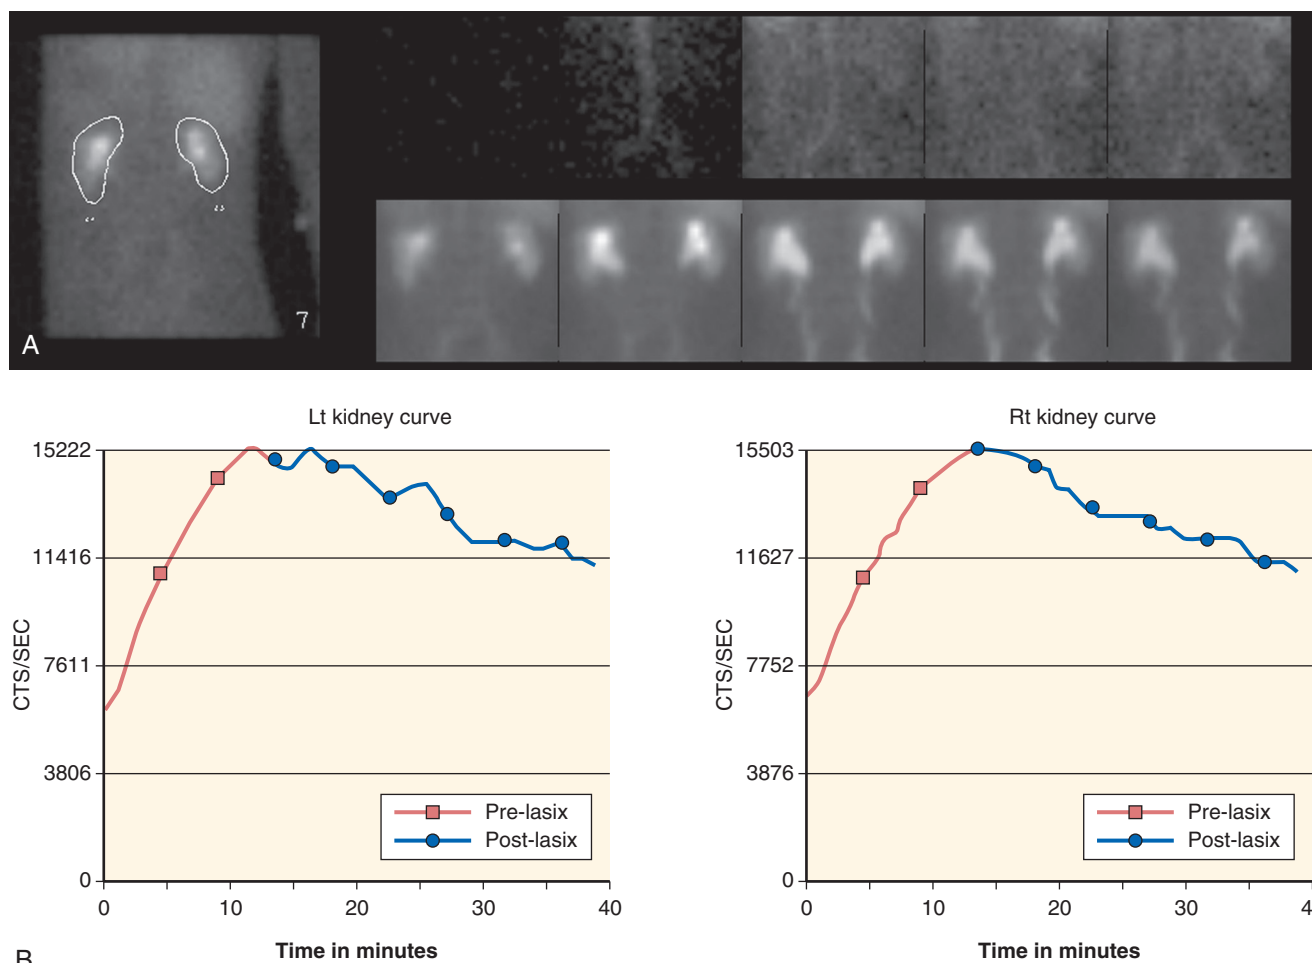 7
A
Lt kidney curve
15222
11416
7611
3806
0
CTS/SEC
Pre-lasix
Post-lasix
0 10 20 30 40
Time in minutes
Rt kidney curve
15503
11627
7752
3876
0
CTS/SEC
Pre-lasix
Post-lasix
0 10 20 30 4
Time in minutes
B